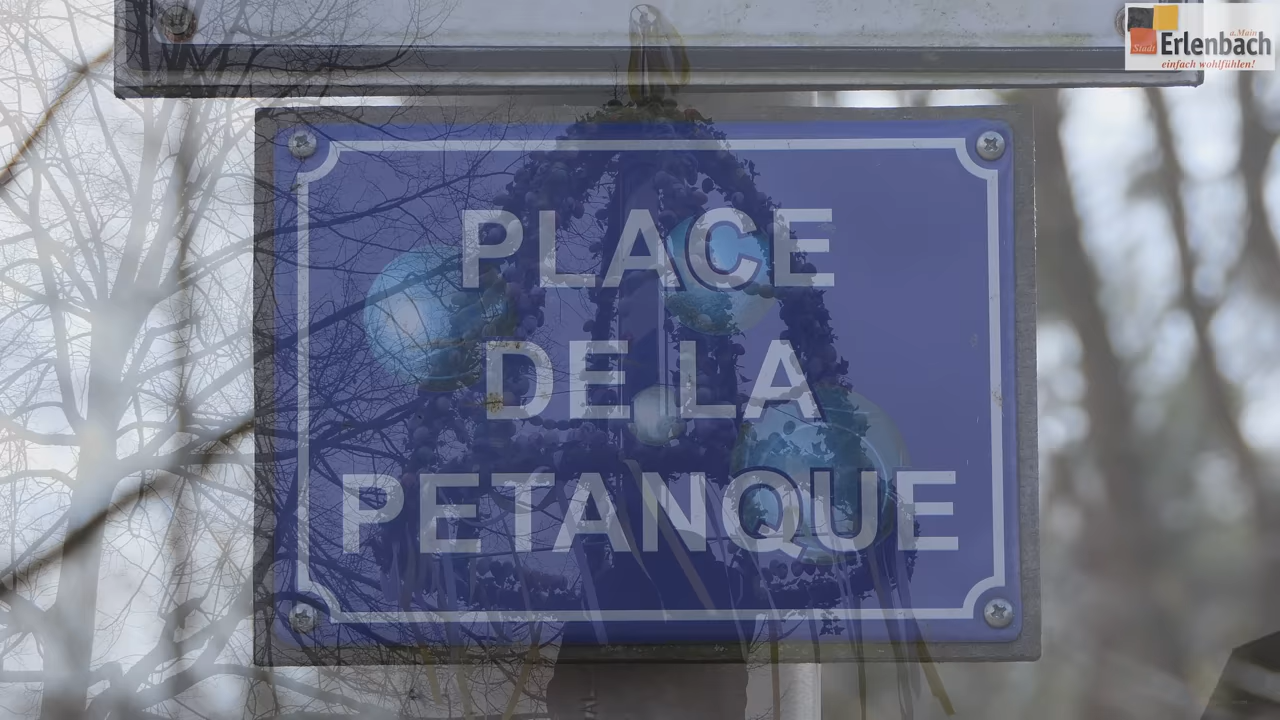 Stadt Erlenbach a.Main
einfach wohlfühlen!
PLACE
DE LA
PETANQUE